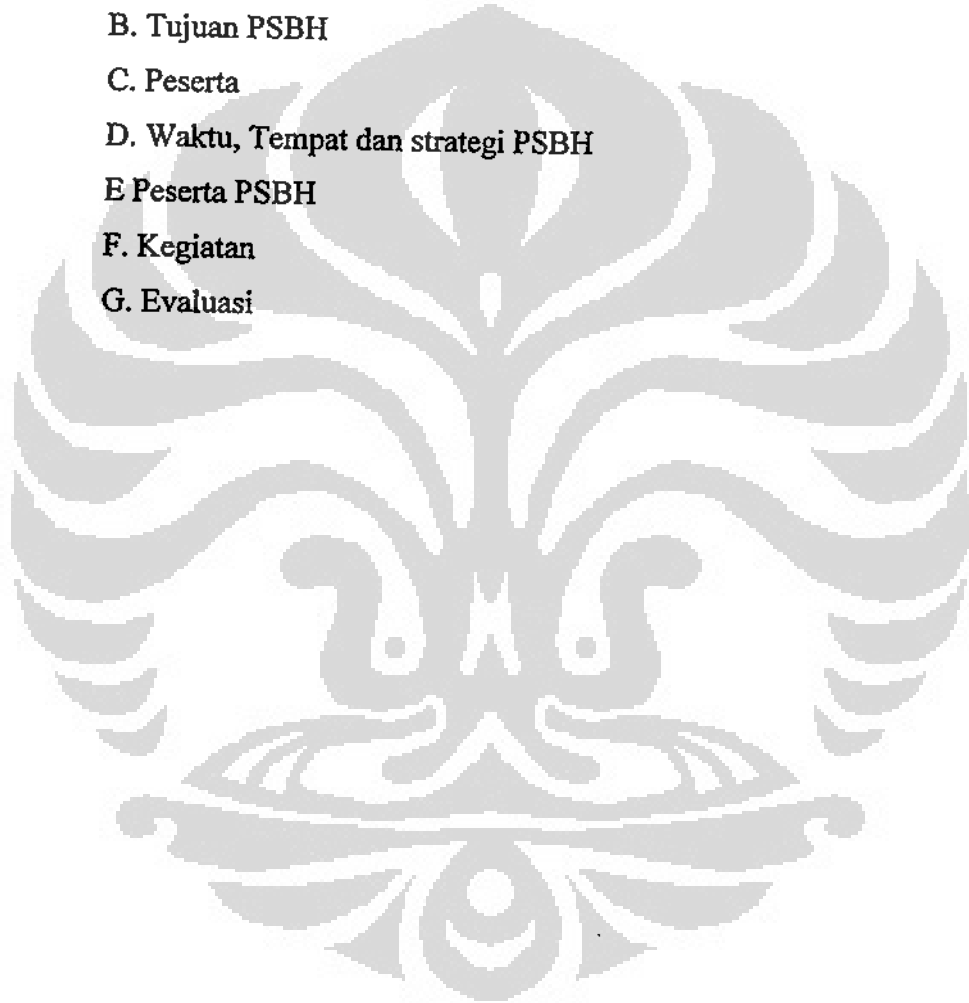 B. Tujuan PSBH
C. Peserta
D. Waktu, Tempat dan strategi PSBH
E Peserta PSBH
F. Kegiatan
G. Evaluasi